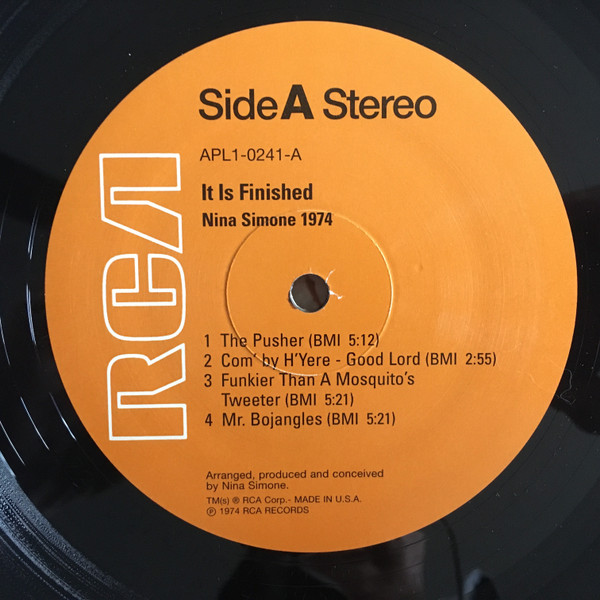 Side A Stereo
APL1-0241-A
It Is Finished
Nina Simone 1974
RCA
1 The Pusher (BMI 5:12)
2 Com' by H'Yere - Good Lord (BMI 2:55)
3 Funkier Than A Mosquito's
Tweeter (BMI 5:21)
4 Mr. Bojangles (BMI 5:21)
Arranged, produced and conceived
by Nina Simone.
TM(s) ® RCA Corp.- MADE IN U.S.A.
℗ 1974 RCA RECORDS